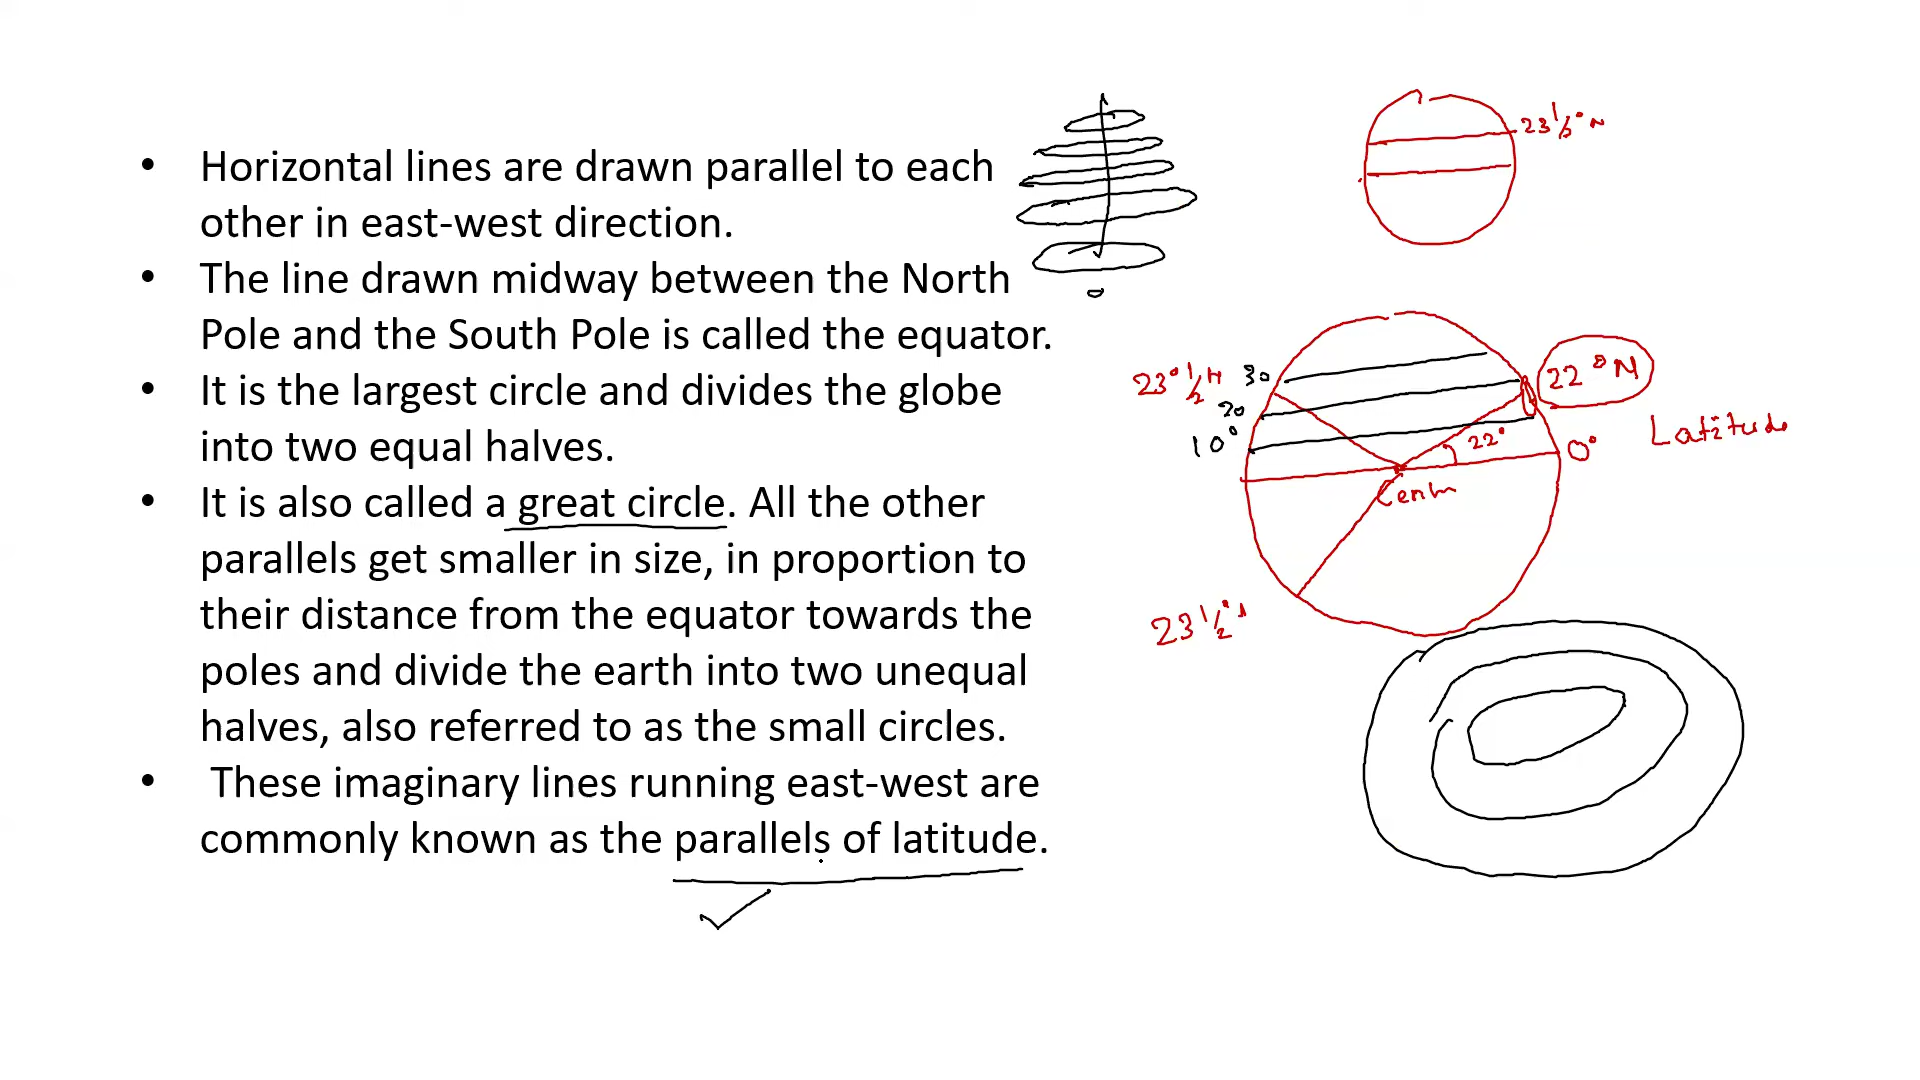 • Horizontal lines are drawn parallel to each
other in east-west direction.
• The line drawn midway between the North
Pole and the South Pole is called the equator.
• It is the largest circle and divides the globe
into two equal halves.
• It is also called a great circle. All the other
parallels get smaller in size, in proportion to
their distance from the equator towards the
poles and divide the earth into two unequal
halves, also referred to as the small circles.
• These imaginary lines running east-west are
commonly known as the parallels of latitude.
23 1/2° N
22° N
30
20
10°
22°
0°
Latitude
23 1/2°